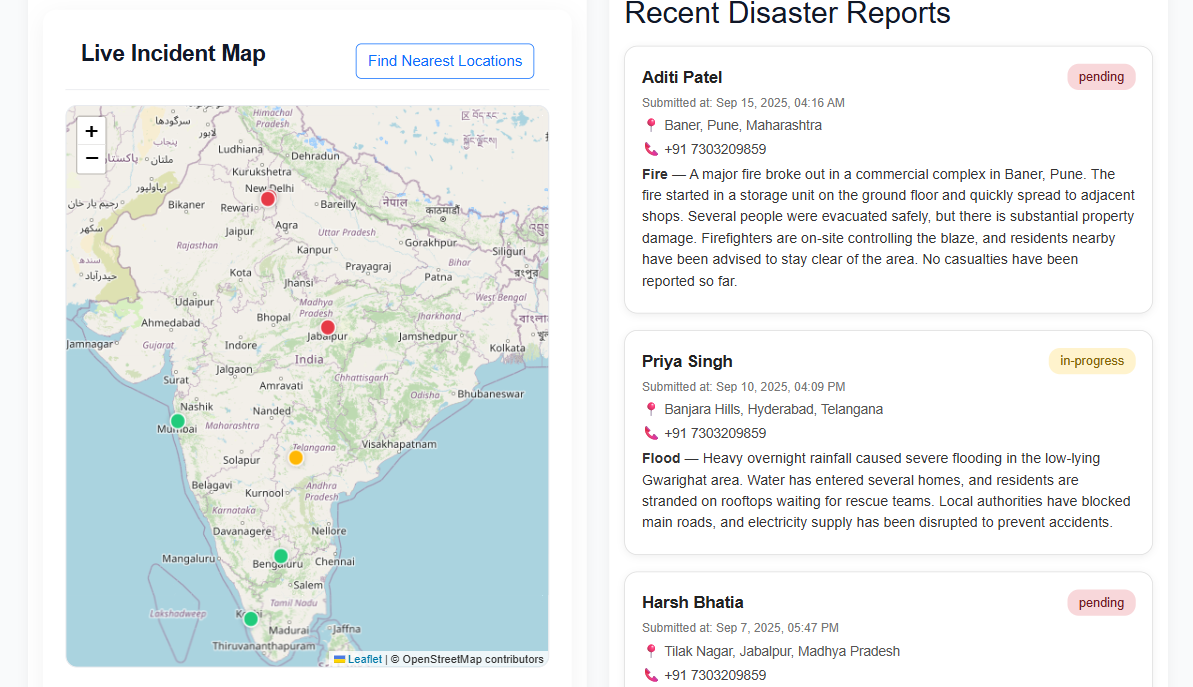 Live Incident Map
Find Nearest Locations
+
−
Himachal
Pradesh
سرگودھا
لاہور
پنجاب
Ludhiana
Dehradun
پاکستان
ملتان
Kurukshetra
بہاولپور
New Delhi
رحیم یار خان
Bikaner
Rewari
Bareilly
नेपाल
काठमाडौं
سکھر
Jaipur
Agra
Uttar Pradesh
Rajasthan
Kanpur
Gorakhpur
Siliguri
سندھ
حیدرآباد
Kota
Prayagraj
Bihar
Patna
রংপুর
Jhansi
Udaipur
Madhya
Pradesh
West Bengal
Ahmedabad
Bhopal
Jharkhand
Jabalpur
Jamshedpur
Jamnagar
Gujarat
Indore
Kolkata
India
Jalgaon
Surat
Amravati
Chhattisgarh
Odisha
Bhubaneswar
Nashik
Nanded
Mumbai
Maharashtra
Telangana
Visakhapatnam
Solapur
Belagavi
Kurnool
Andhra
Pradesh
Karnataka
Davanagere
Nellore
Mangaluru
Bengaluru
Chennai
Salem
Lakshadweep
Tamil Nadu
Madurai
Jaffna
Thiruvananthapuram
Leaflet | © OpenStreetMap contributors
Recent Disaster Reports
Aditi Patel
pending
Submitted at: Sep 15, 2025, 04:16 AM
Baner, Pune, Maharashtra
+91 7303209859
Fire — A major fire broke out in a commercial complex in Baner, Pune. The
fire started in a storage unit on the ground floor and quickly spread to adjacent
shops. Several people were evacuated safely, but there is substantial property
damage. Firefighters are on-site controlling the blaze, and residents nearby
have been advised to stay clear of the area. No casualties have been
reported so far.
Priya Singh
in-progress
Submitted at: Sep 10, 2025, 04:09 PM
Banjara Hills, Hyderabad, Telangana
+91 7303209859
Flood — Heavy overnight rainfall caused severe flooding in the low-lying
Gwarighat area. Water has entered several homes, and residents are
stranded on rooftops waiting for rescue teams. Local authorities have blocked
main roads, and electricity supply has been disrupted to prevent accidents.
Harsh Bhatia
pending
Submitted at: Sep 7, 2025, 05:47 PM
Tilak Nagar, Jabalpur, Madhya Pradesh
+91 7303209859